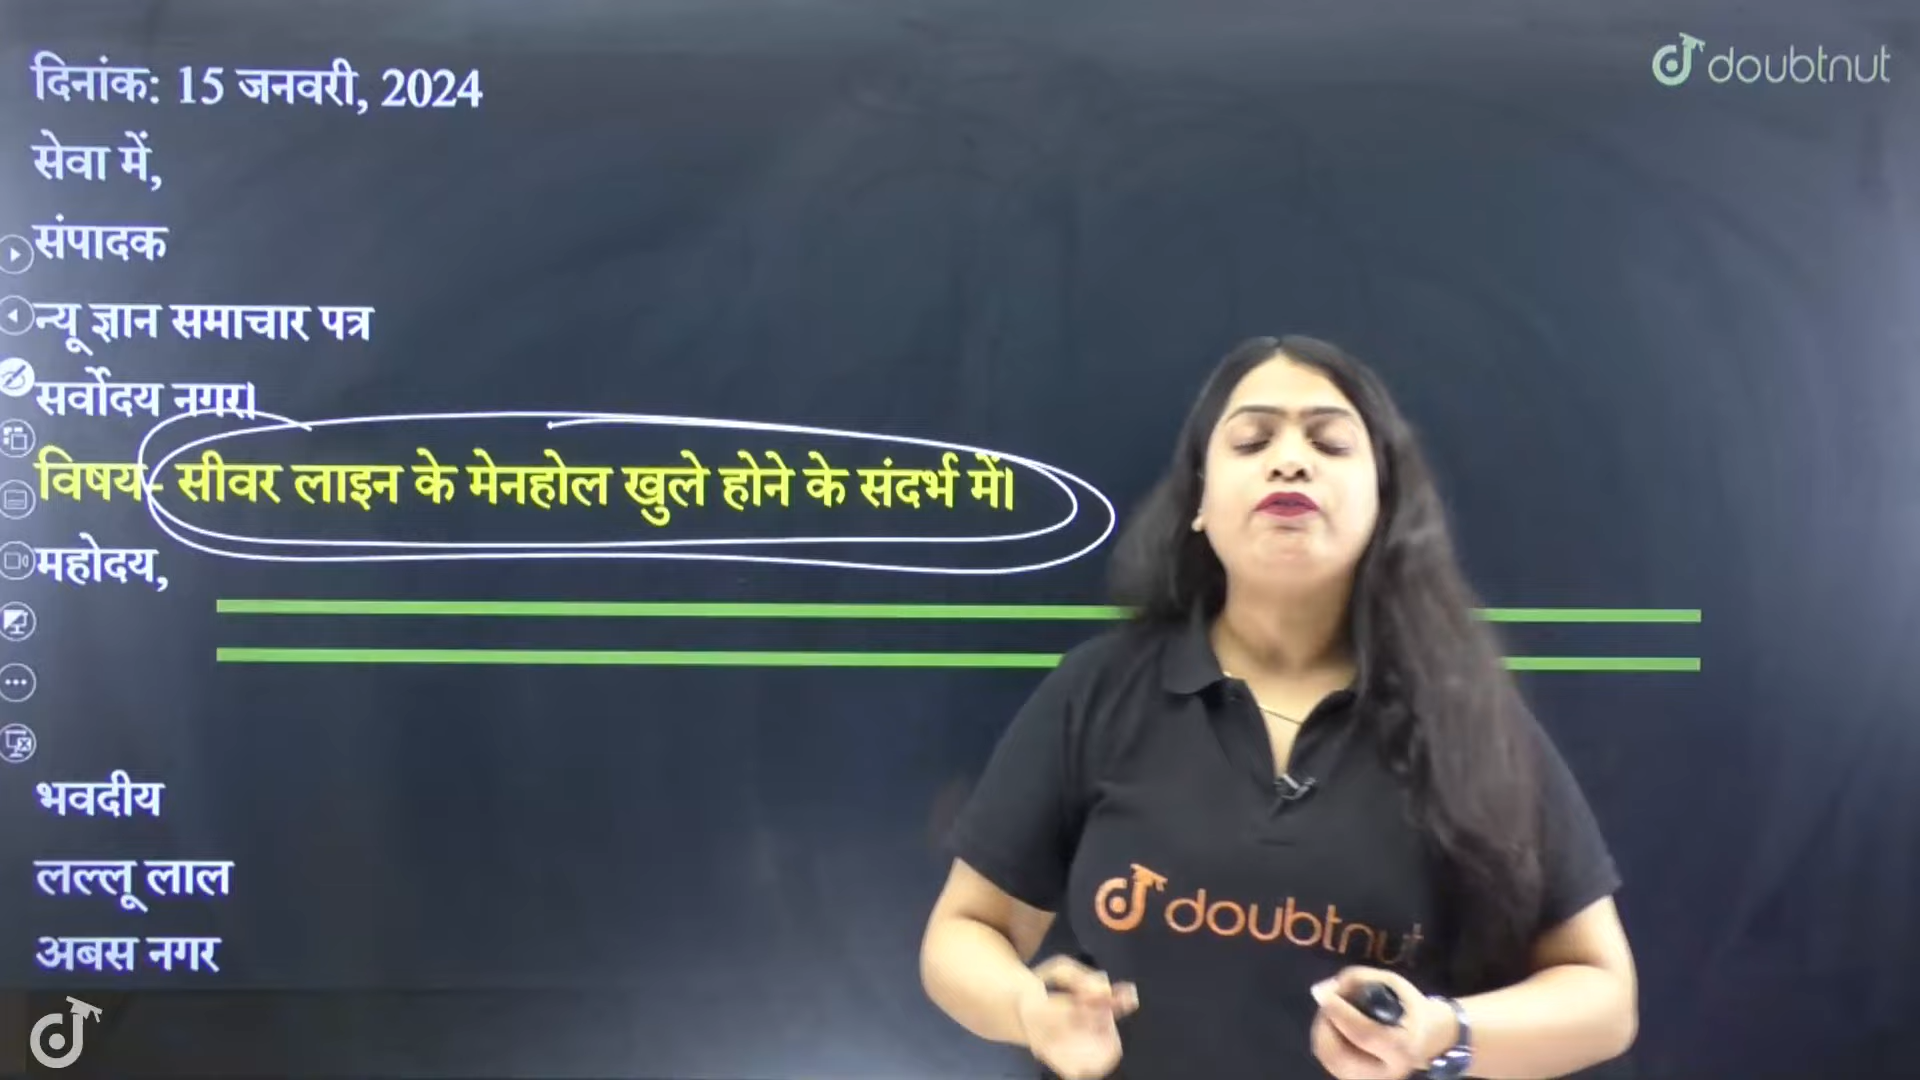 दिनांक: 15 जनवरी, 2024
doubtnut
सेवा में,
संपादक
न्यू ज्ञान समाचार पत्र
सर्वोदय नगर।
विषय- सीवर लाइन के मेनहोल खुले होने के संदर्भ में।
महोदय,
भवदीय
लल्लू लाल
अबस नगर
doubtnut